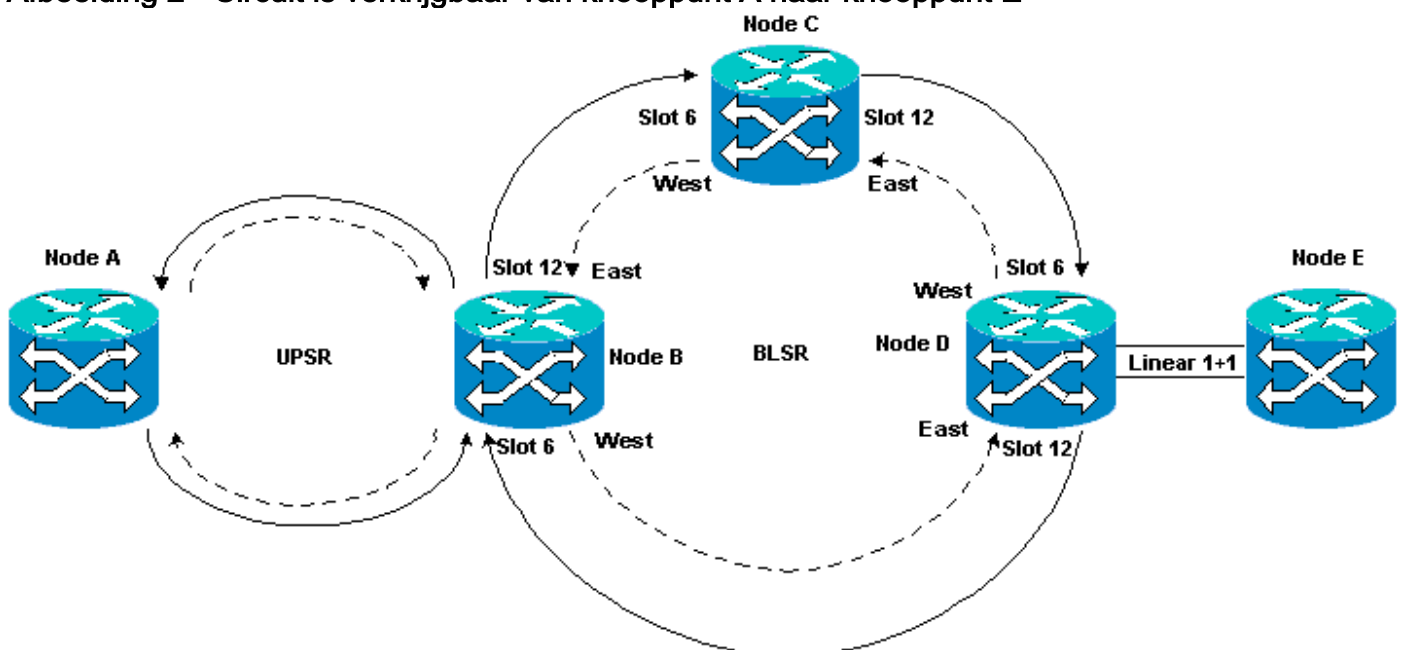 Node C
Slot 6
Slot 12
West
East
Node A
Slot 12
East
Slot 6
Node E
West
UPSR
Node B
BLSR
Node D
Linear 1+1
Slot 6
West
East
Slot 12